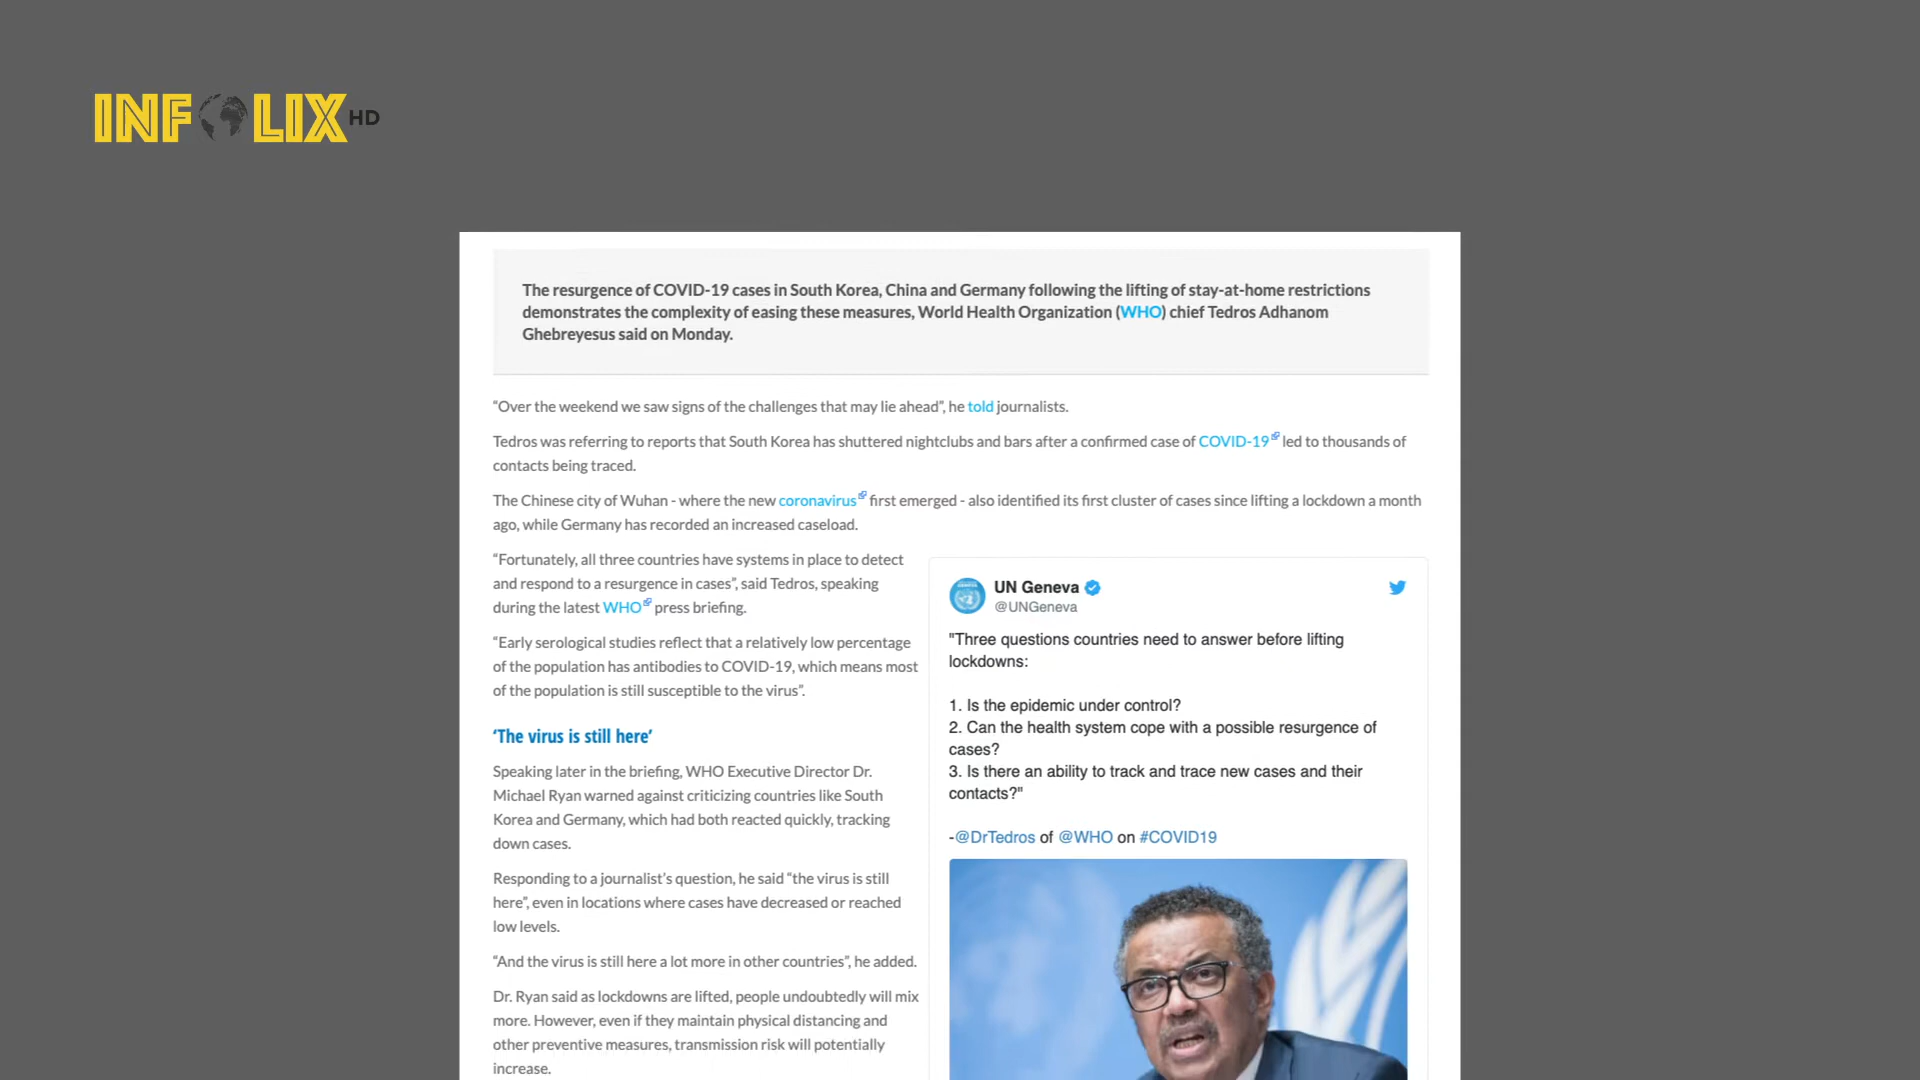 INFOLIX HD
The resurgence of COVID-19 cases in South Korea, China and Germany following the lifting of stay-at-home restrictions
demonstrates the complexity of easing these measures, World Health Organization (WHO) chief Tedros Adhanom
Ghebreyesus said on Monday.
“Over the weekend we saw signs of the challenges that may lie ahead”, he told journalists.
Tedros was referring to reports that South Korea has shuttered nightclubs and bars after a confirmed case of COVID-19 led to thousands of
contacts being traced.
The Chinese city of Wuhan - where the new coronavirus first emerged - also identified its first cluster of cases since lifting a lockdown a month
ago, while Germany has recorded an increased caseload.
“Fortunately, all three countries have systems in place to detect
and respond to a resurgence in cases”, said Tedros, speaking
during the latest WHO press briefing.
“Early serological studies reflect that a relatively low percentage
of the population has antibodies to COVID-19, which means most
of the population is still susceptible to the virus”.
‘The virus is still here’
Speaking later in the briefing, WHO Executive Director Dr.
Michael Ryan warned against criticizing countries like South
Korea and Germany, which had both reacted quickly, tracking
down cases.
Responding to a journalist’s question, he said “the virus is still
here”, even in locations where cases have decreased or reached
low levels.
“And the virus is still here a lot more in other countries”, he added.
Dr. Ryan said as lockdowns are lifted, people undoubtedly will mix
more. However, even if they maintain physical distancing and
other preventive measures, transmission risk will potentially
increase.
UN Geneva
@UNGeneva
"Three questions countries need to answer before lifting
lockdowns:
1. Is the epidemic under control?
2. Can the health system cope with a possible resurgence of
cases?
3. Is there an ability to track and trace new cases and their
contacts?"
-@DrTedros of @WHO on #COVID19